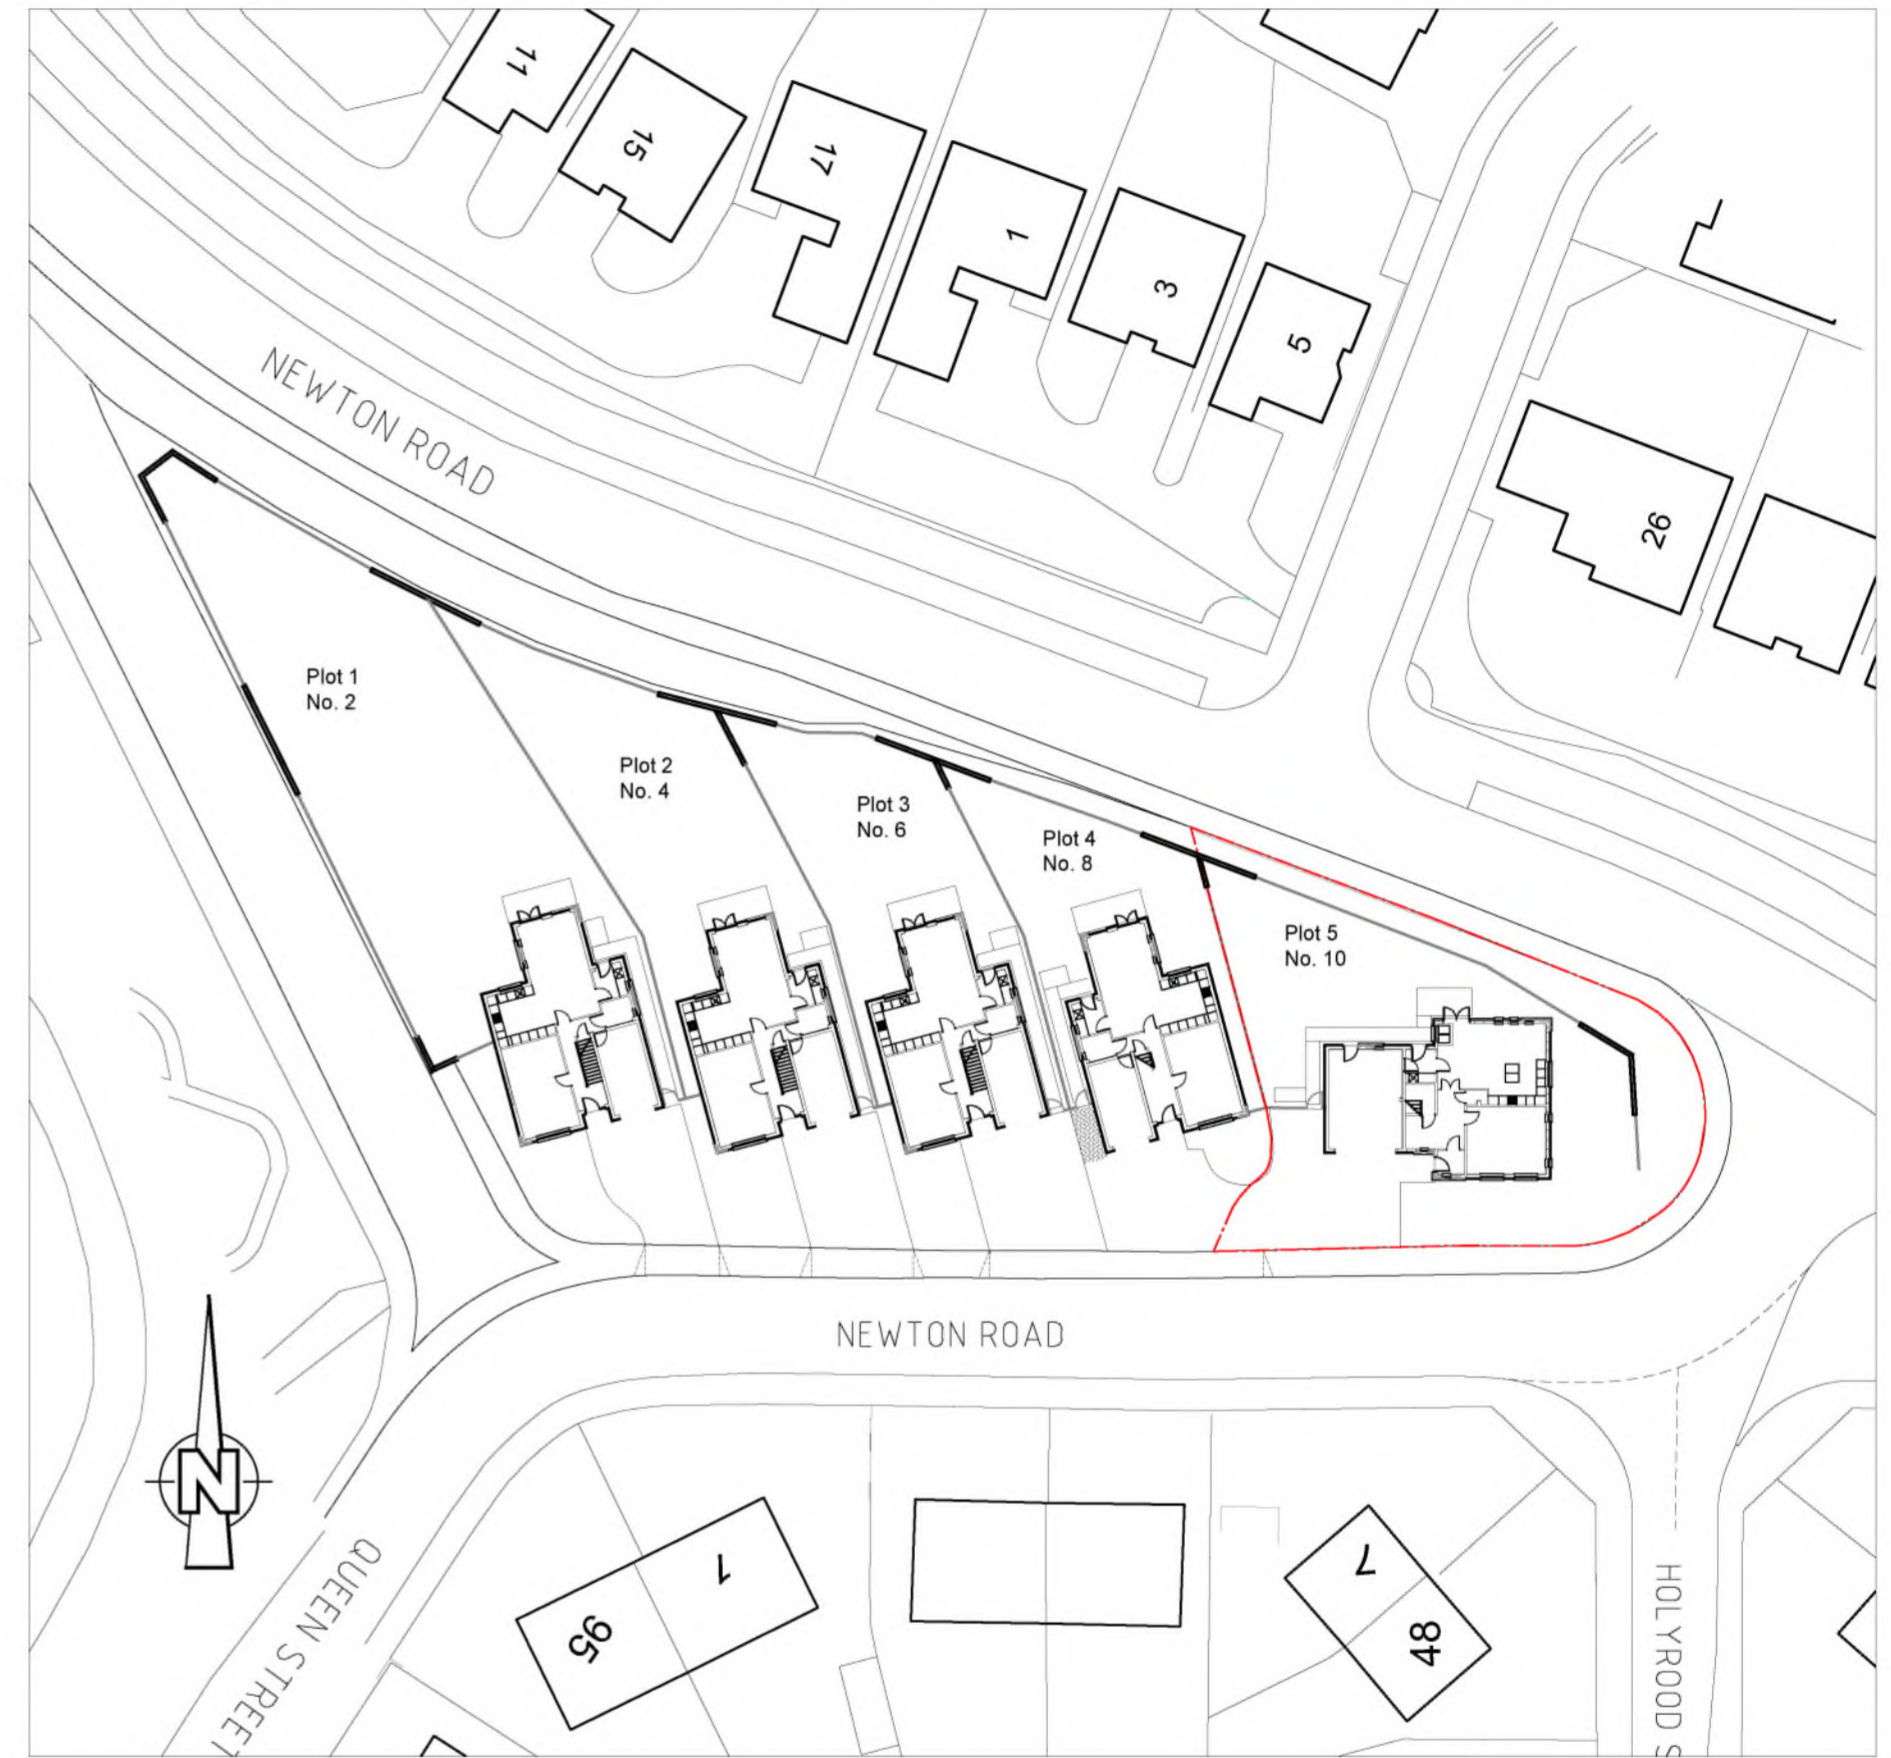 11
15
17
1
3
5
26
NEWTON ROAD
Plot 1
No. 2
Plot 2
No. 4
Plot 3
No. 6
Plot 4
No. 8
Plot 5
No. 10
NEWTON ROAD
N
QUEEN STREET
95
1
7
48
HOLYROOD S